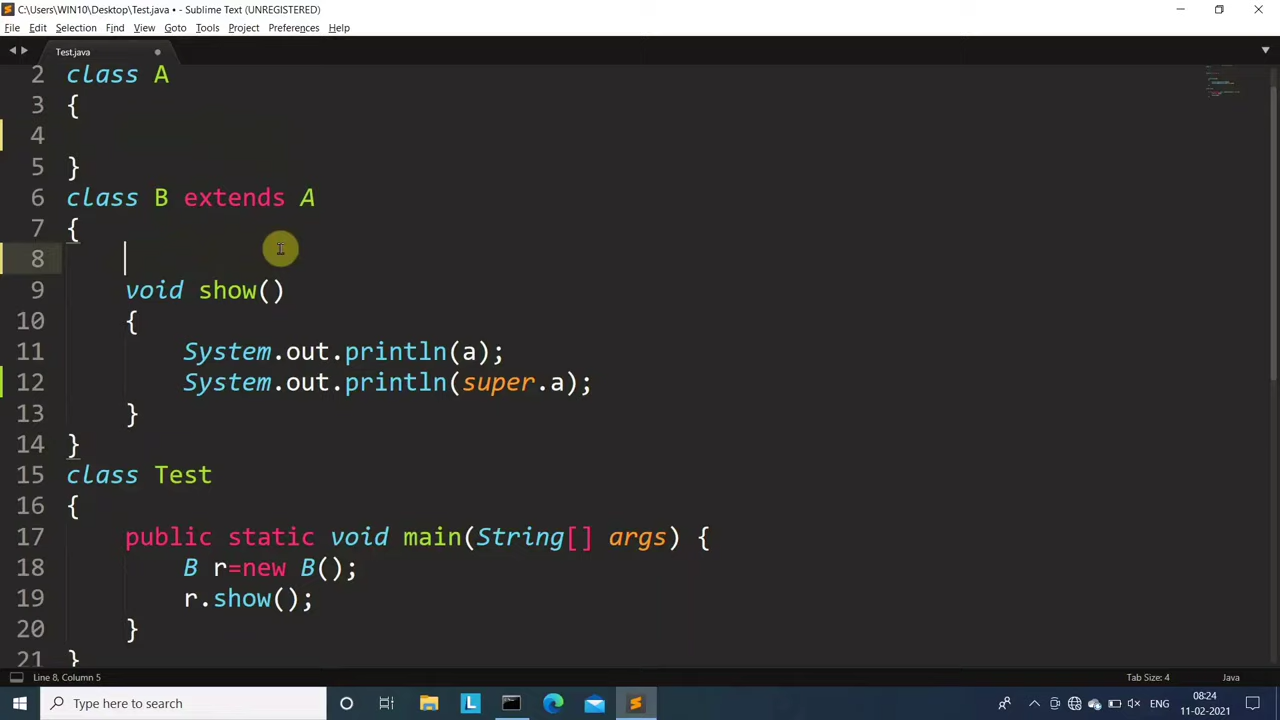 C:\Users\WIN10\Desktop\Test.java • - Sublime Text (UNREGISTERED)
File Edit Selection Find View Goto Tools Project Preferences Help
Test.java
2 class A
3 {
4
5 }
6 class B extends A
7 {
8
9 void show()
10 {
11 System.out.println(a);
12 System.out.println(super.a);
13 }
14 }
15 class Test
16 {
17 public static void main(String[] args) {
18 B r=new B();
19 r.show();
20 }
21 }
Line 8, Column 5 Tab Size: 4 Java
Type here to search L ENG 08:24
11-02-2021